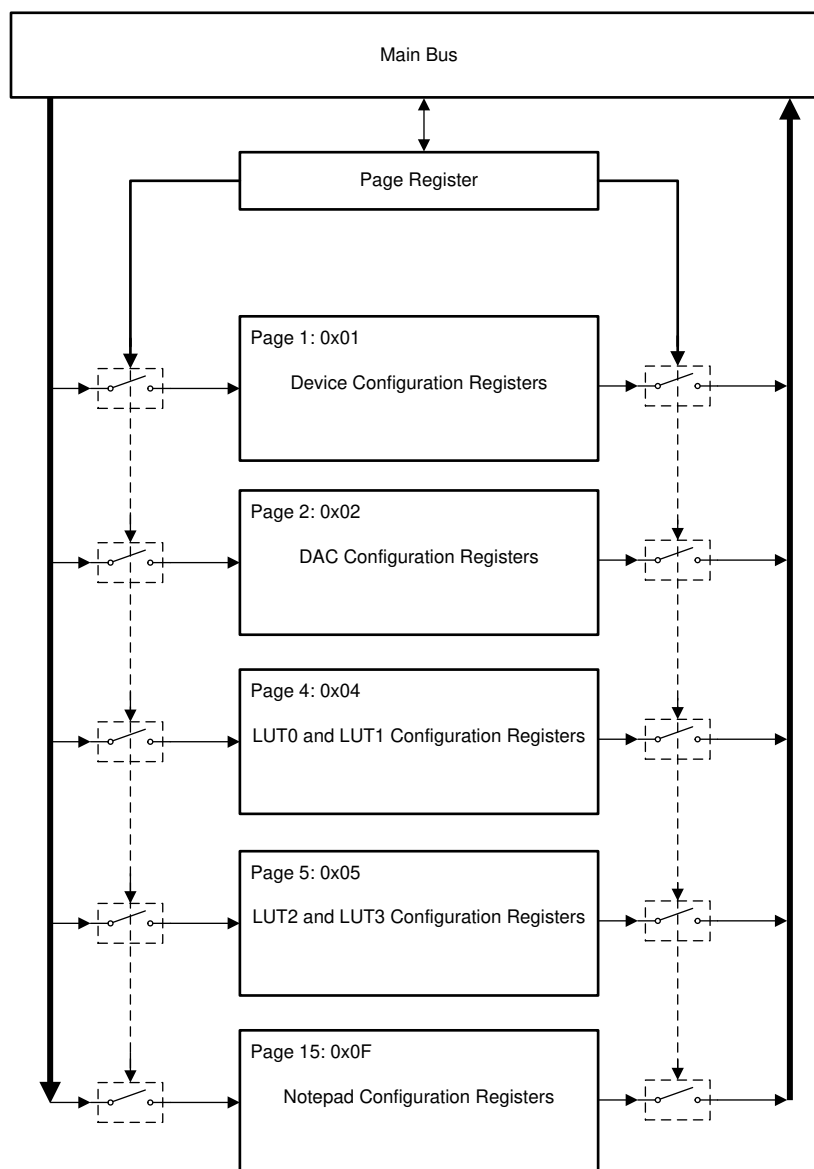 Main Bus
Page Register
Page 1: 0x01
Device Configuration Registers
Page 2: 0x02
DAC Configuration Registers
Page 4: 0x04
LUT0 and LUT1 Configuration Registers
Page 5: 0x05
LUT2 and LUT3 Configuration Registers
Page 15: 0x0F
Notepad Configuration Registers